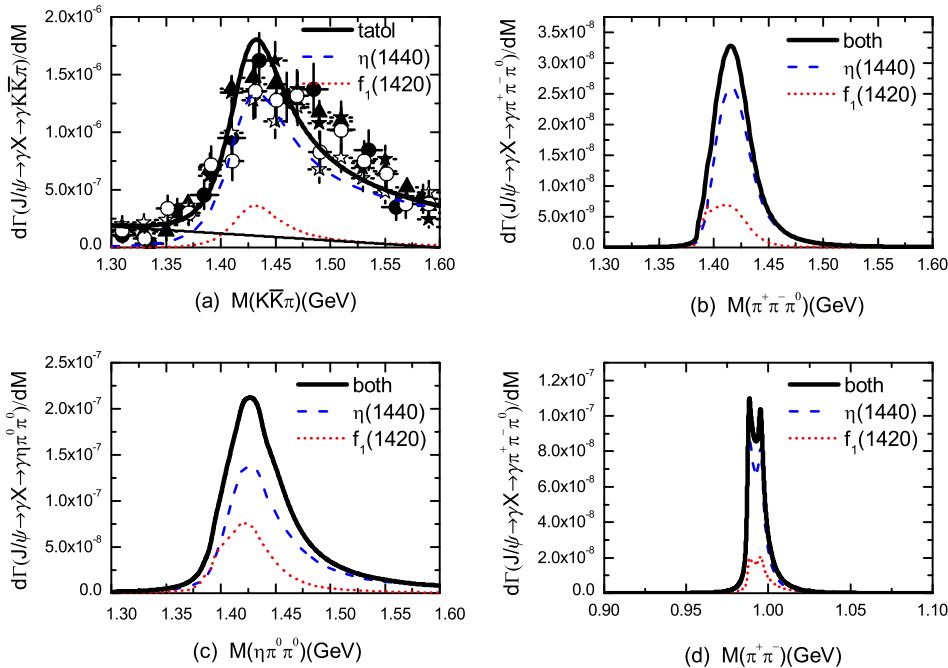 dΓ(J/ψ→γX→γKK̅π)/dM
2.0x10⁻⁶
1.5x10⁻⁶
1.0x10⁻⁶
5.0x10⁻⁷
0.0
tatol
η(1440)
f₁(1420)
1.30 1.35 1.40 1.45 1.50 1.55 1.60
(a) M(KK̅π)(GeV)
dΓ(J/ψ→γX→γπ⁺π⁻π⁰)/dM
3.5x10⁻⁸
3.0x10⁻⁸
3.0x10⁻⁸
2.0x10⁻⁸
1.5x10⁻⁸
1.0x10⁻⁸
5.0x10⁻⁹
0.0
both
η(1440)
f₁(1420)
1.30 1.35 1.40 1.45 1.50 1.55 1.60
(b) M(π⁺π⁻π⁰)(GeV)
dΓ(J/ψ→γX→γηπ⁰π⁰)/dM
2.5x10⁻⁷
2.0x10⁻⁷
1.5x10⁻⁷
1.0x10⁻⁷
5.0x10⁻⁸
0.0
both
η(1440)
f₁(1420)
1.30 1.35 1.40 1.45 1.50 1.55 1.60
(c) M(ηπ⁰π⁰)(GeV)
dΓ(J/ψ→γX→γπ⁺π⁻π⁰)/dM
1.2x10⁻⁷
1.0x10⁻⁷
8.0x10⁻⁸
6.0x10⁻⁸
4.0x10⁻⁸
2.0x10⁻⁸
0.0
both
η(1440)
f₁(1420)
0.90 0.95 1.00 1.05 1.10
(d) M(π⁺π⁻)(GeV)